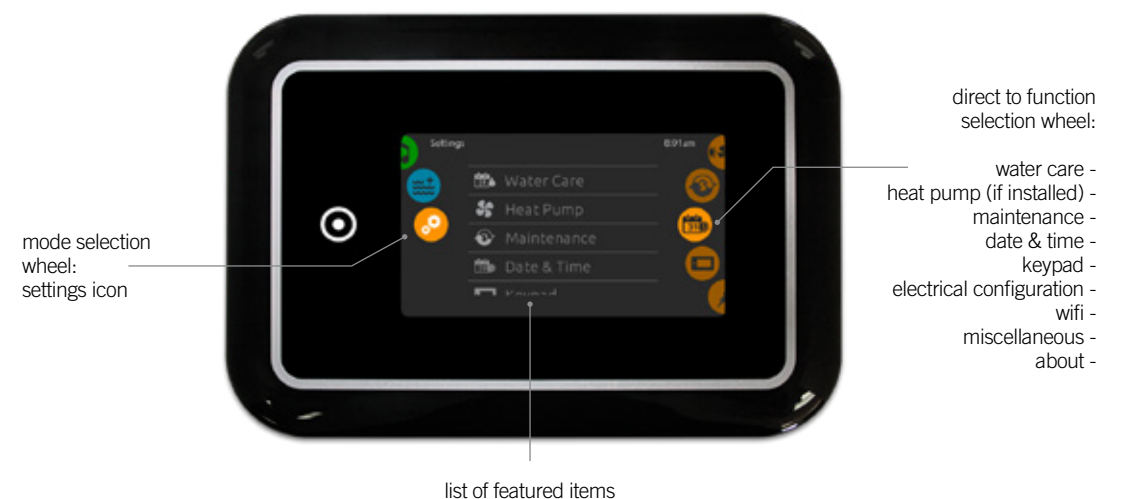 direct to function
selection wheel:
water care -
heat pump (if installed) -
maintenance -
date & time -
keypad -
electrical configuration -
wifi -
miscellaneous -
about -
mode selection
wheel:
settings icon
Settings
8:01am
Water Care
Heat Pump
Maintenance
Date & Time
Keypad
list of featured items